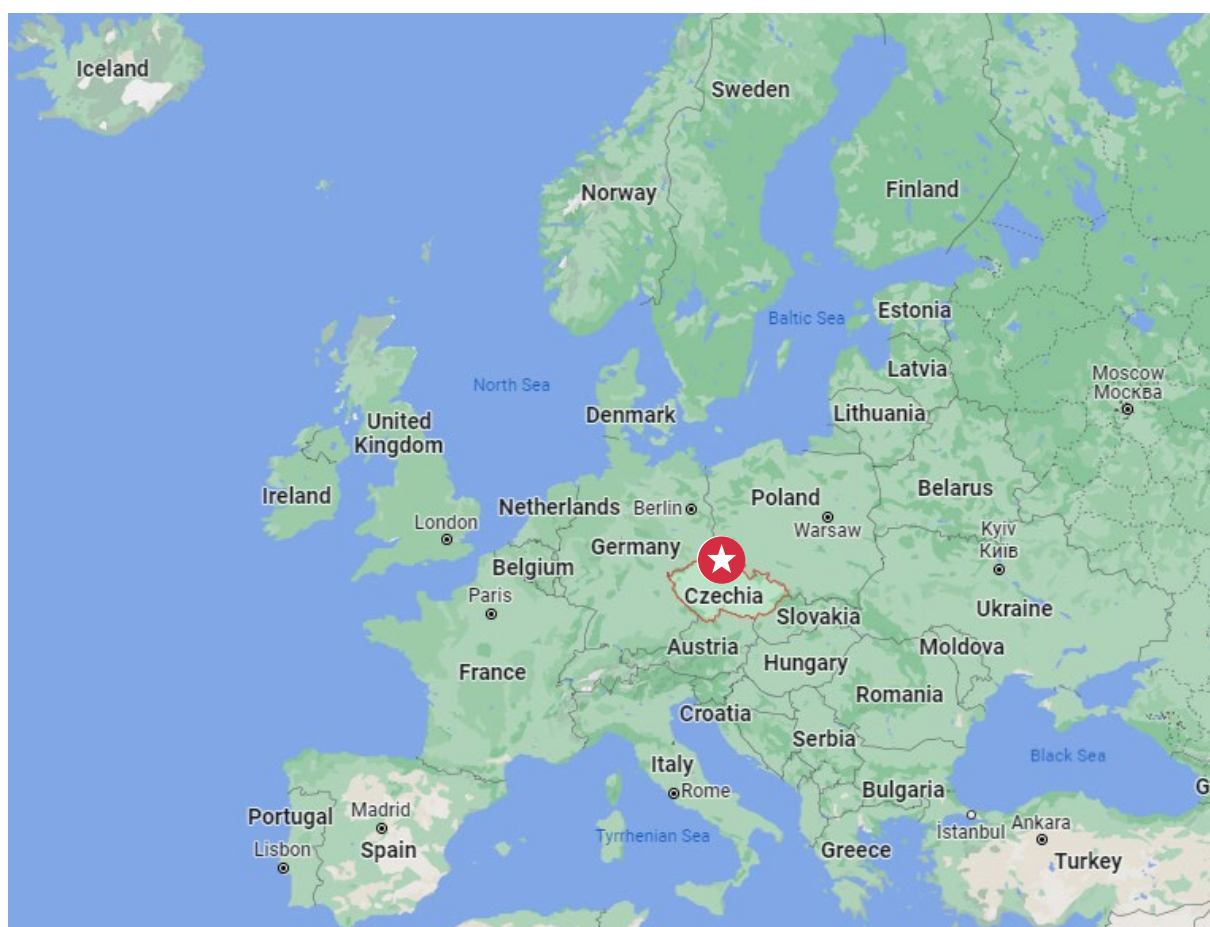 Iceland
Sweden
Norway
Finland
Estonia
Baltic Sea
Latvia
Moscow
Москва
North Sea
Denmark
Lithuania
United
Kingdom
Ireland
Netherlands
Berlin
Poland
Belarus
London
Warsaw
Kyiv
Київ
Germany
Belgium
Paris
Czechia
Slovakia
Ukraine
Austria
Moldova
France
Hungary
Romania
Croatia
Serbia
Black Sea
Italy
Rome
Bulgaria
G
Portugal
Madrid
Tyrrhenian Sea
İstanbul
Ankara
Lisbon
Spain
Greece
Turkey